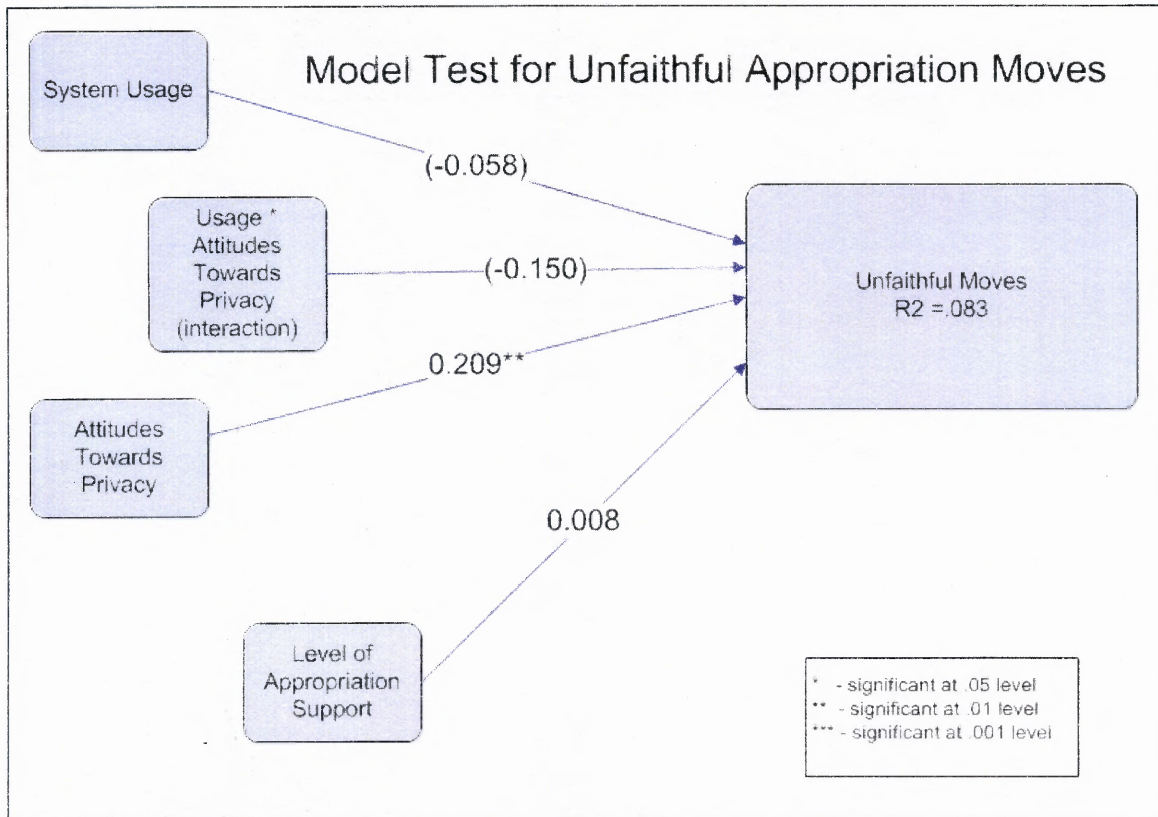 Model Test for Unfaithful Appropriation Moves
System Usage
(-0.058)
Usage *
Attitudes
Towards
Privacy
(interaction)
(-0.150)
Unfaithful Moves
R2 =.083
0.209**
Attitudes
Towards
Privacy
0.008
Level of
Appropriation
Support
* - significant at .05 level
** - significant at .01 level
*** - significant at .001 level